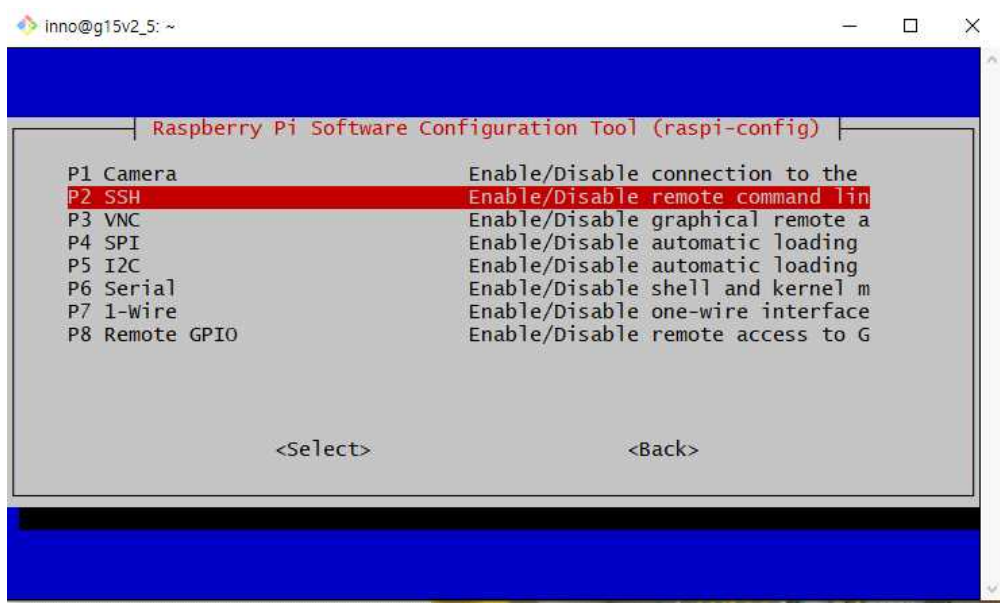 inno@g15v2_5: ~
Raspberry Pi Software Configuration Tool (raspi-config)
P1 Camera Enable/Disable connection to the
P2 SSH Enable/Disable remote command lin
P3 VNC Enable/Disable graphical remote a
P4 SPI Enable/Disable automatic loading
P5 I2C Enable/Disable automatic loading
P6 Serial Enable/Disable shell and kernel m
P7 1-Wire Enable/Disable one-wire interface
P8 Remote GPIO Enable/Disable remote access to G
<Select> <Back>